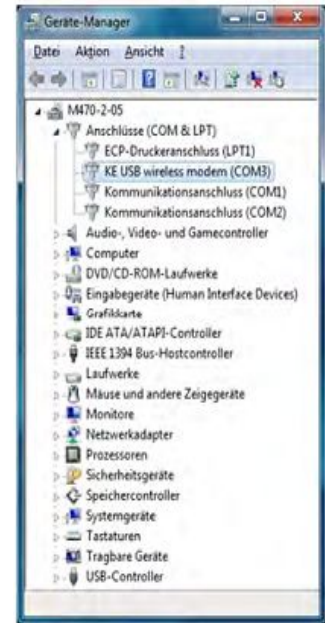 Geräte-Manager
Datei Aktion Ansicht ?
M470-2-05
Anschlüsse (COM & LPT)
ECP-Druckeranschluss (LPT1)
KE USB wireless modem (COM3)
Kommunikationsanschluss (COM1)
Kommunikationsanschluss (COM2)
Audio-, Video- und Gamecontroller
Computer
DVD/CD-ROM-Laufwerke
Eingabegeräte (Human Interface Devices)
Grafikkarte
IDE ATA/ATAPI-Controller
IEEE 1394 Bus-Hostcontroller
Laufwerke
Mäuse und andere Zeigegeräte
Monitore
Netzwerkadapter
Prozessoren
Sicherheitsgeräte
Speichercontroller
Systemgeräte
Tastaturen
Tragbare Geräte
USB-Controller